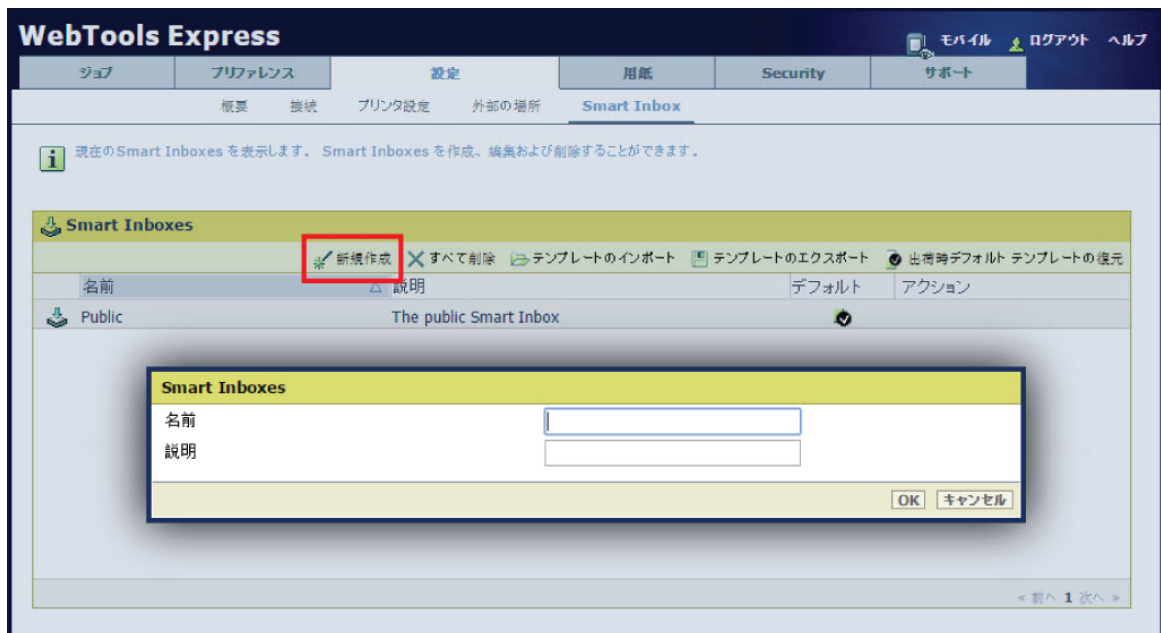 WebTools Express
モバイル ログアウト ヘルプ
ジョブ プリファレンス 設定 用紙 Security サポート
概要 接続 プリンタ設定 外部の場所 Smart Inbox
現在のSmart Inboxes を表示します。 Smart Inboxes を作成、編集および削除することができます。
Smart Inboxes
新規作成 すべて削除 テンプレートのインポート テンプレートのエクスポート 出荷時デフォルト テンプレートの復元
名前 説明 デフォルト アクション
Public The public Smart Inbox
Smart Inboxes
名前
説明
OK キャンセル
« 前へ 1 次へ »